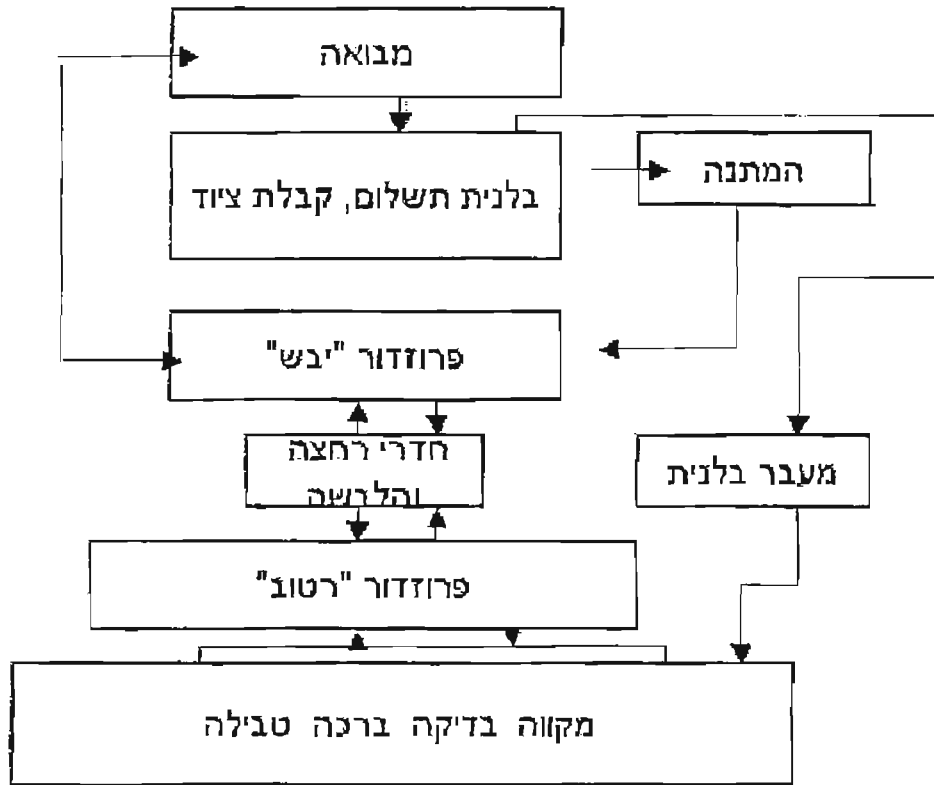 מבואה
בלנית תשלום, קבלת ציוד
המתנה
פרוזדור "יבש"
חדרי רחצה
והלבשה
מעבר בלנית
פרוזדור "רטוב"
מקווה בדיקה ברכה טבילה